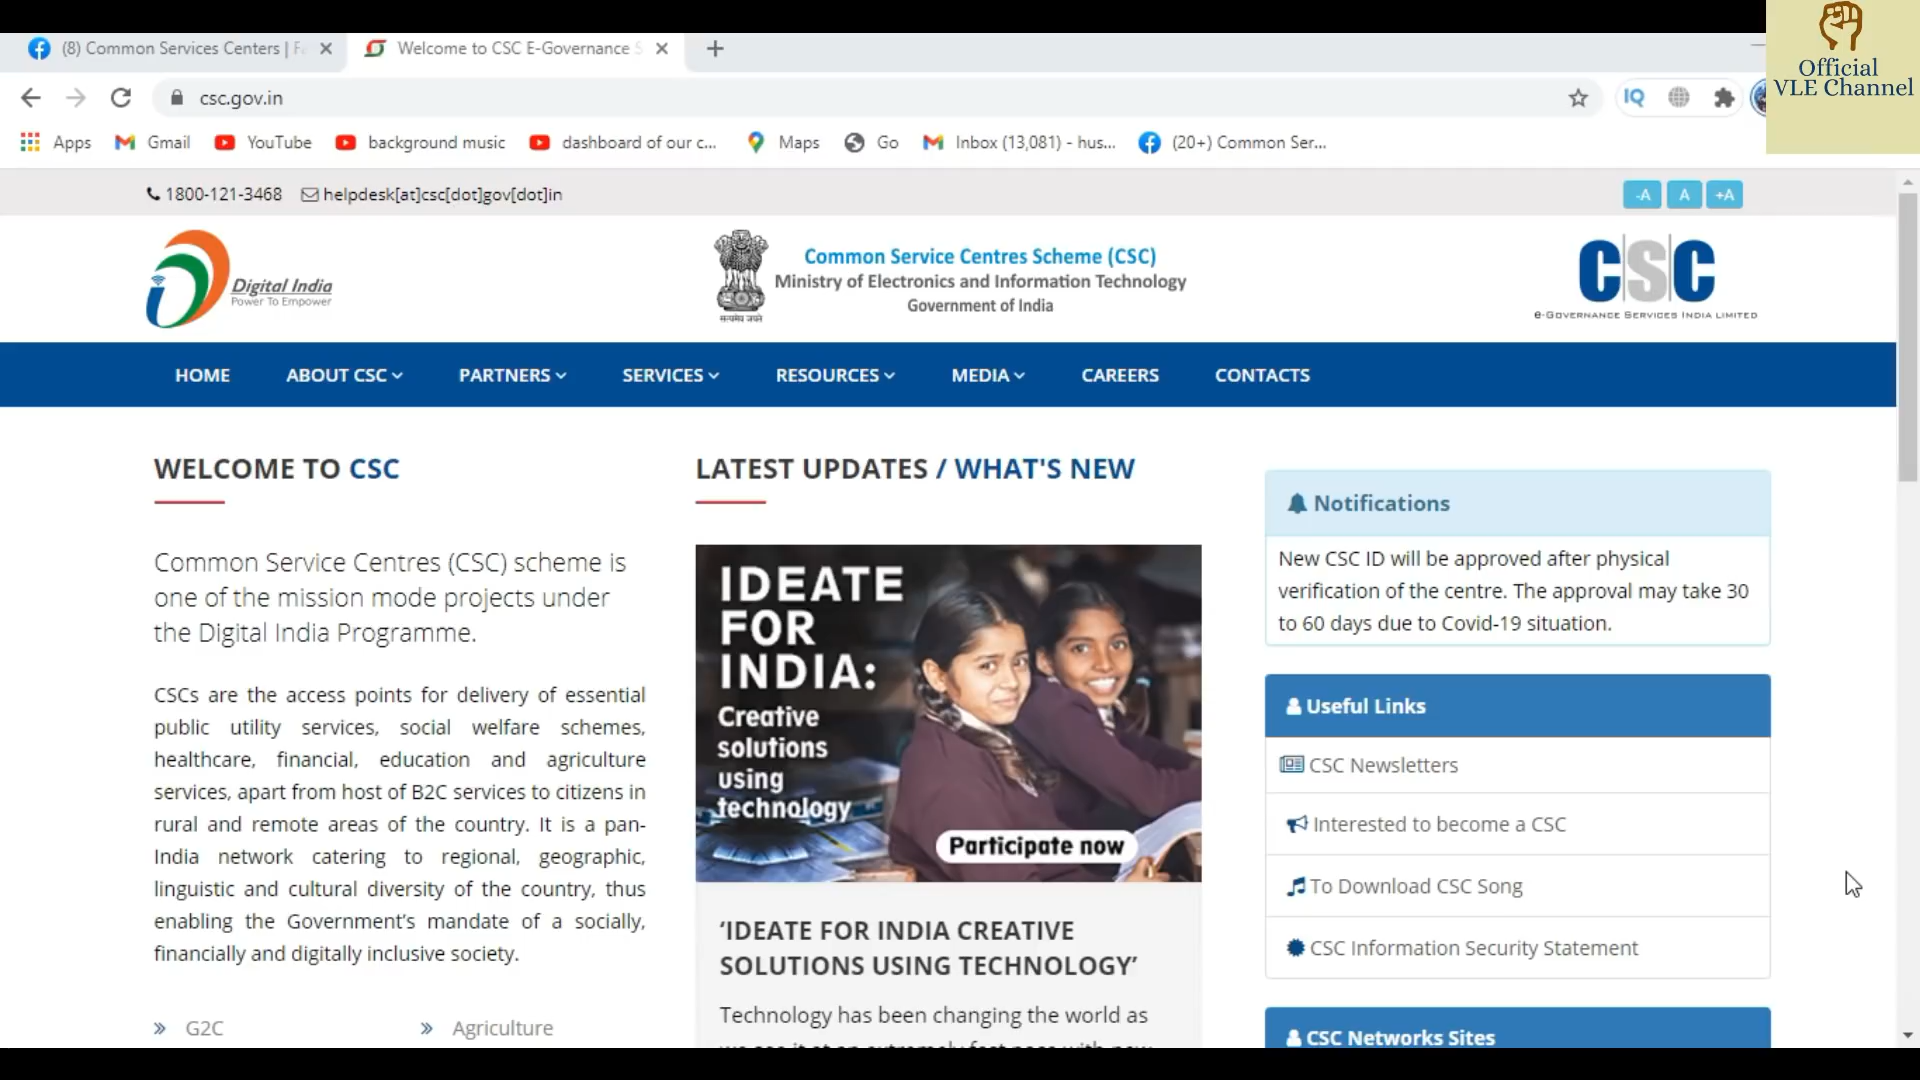 (8) Common Services Centers | Fa
Welcome to CSC E-Governance S
Official
VLE Channel
csc.gov.in
IQ
Apps
Gmail
YouTube
background music
dashboard of our c...
Maps
Go
Inbox (13,081) - hus...
(20+) Common Ser...
1800-121-3468 helpdesk[at]csc[dot]gov[dot]in
-A A +A
Digital India
Power To Empower
सत्यमेव जयते
Common Service Centres Scheme (CSC)
Ministry of Electronics and Information Technology
Government of India
CSC
e-Governance Services India Limited
HOME ABOUT CSC PARTNERS SERVICES RESOURCES MEDIA CAREERS CONTACTS
WELCOME TO CSC
Common Service Centres (CSC) scheme is
one of the mission mode projects under
the Digital India Programme.
CSCs are the access points for delivery of essential
public utility services, social welfare schemes,
healthcare, financial, education and agriculture
services, apart from host of B2C services to citizens in
rural and remote areas of the country. It is a pan-
India network catering to regional, geographic,
linguistic and cultural diversity of the country, thus
enabling the Government's mandate of a socially,
financially and digitally inclusive society.
G2C
Agriculture
LATEST UPDATES / WHAT'S NEW
IDEATE
FOR
INDIA:
Creative
solutions
using
technology
Participate now
‘IDEATE FOR INDIA CREATIVE
SOLUTIONS USING TECHNOLOGY’
Technology has been changing the world as
Notifications
New CSC ID will be approved after physical
verification of the centre. The approval may take 30
to 60 days due to Covid-19 situation.
Useful Links
CSC Newsletters
Interested to become a CSC
To Download CSC Song
CSC Information Security Statement
CSC Networks Sites